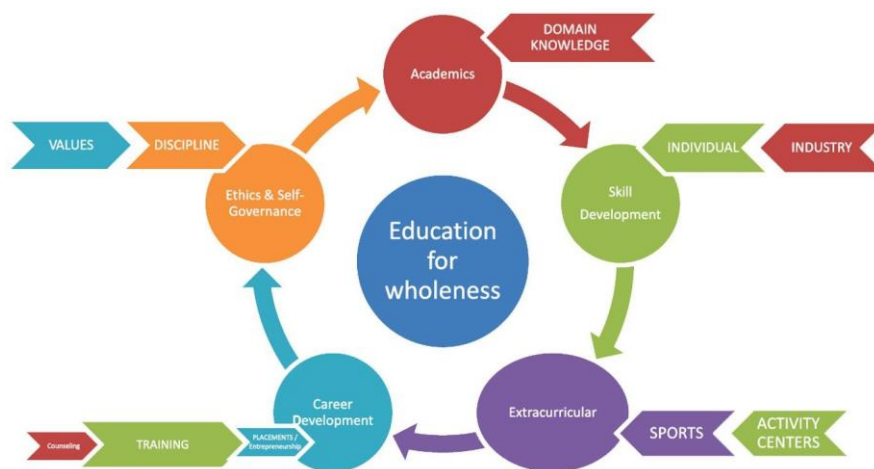 DOMAIN
KNOWLEDGE
Academics
VALUES
DISCIPLINE
INDIVIDUAL
INDUSTRY
Ethics & Self-
Governance
Skill
Development
Education
for
wholeness
Career
Development
Extracurricular
Counseling
TRAINING
PLACEMENTS /
Entrepreneurship
SPORTS
ACTIVITY
CENTERS